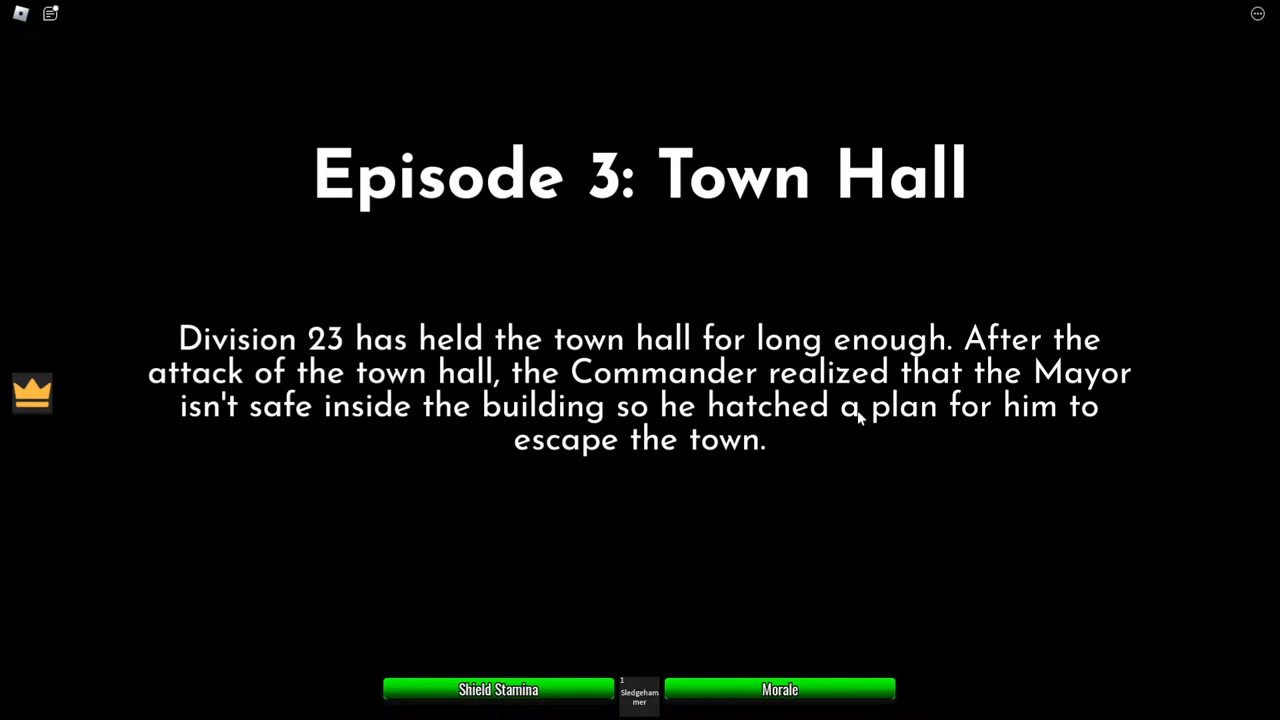 Episode 3: Town Hall
Division 23 has held the town hall for long enough. After the
attack of the town hall, the Commander realized that the Mayor
isn't safe inside the building so he hatched a plan for him to
escape the town.
Shield Stamina
1
Sledgeham
mer
Morale